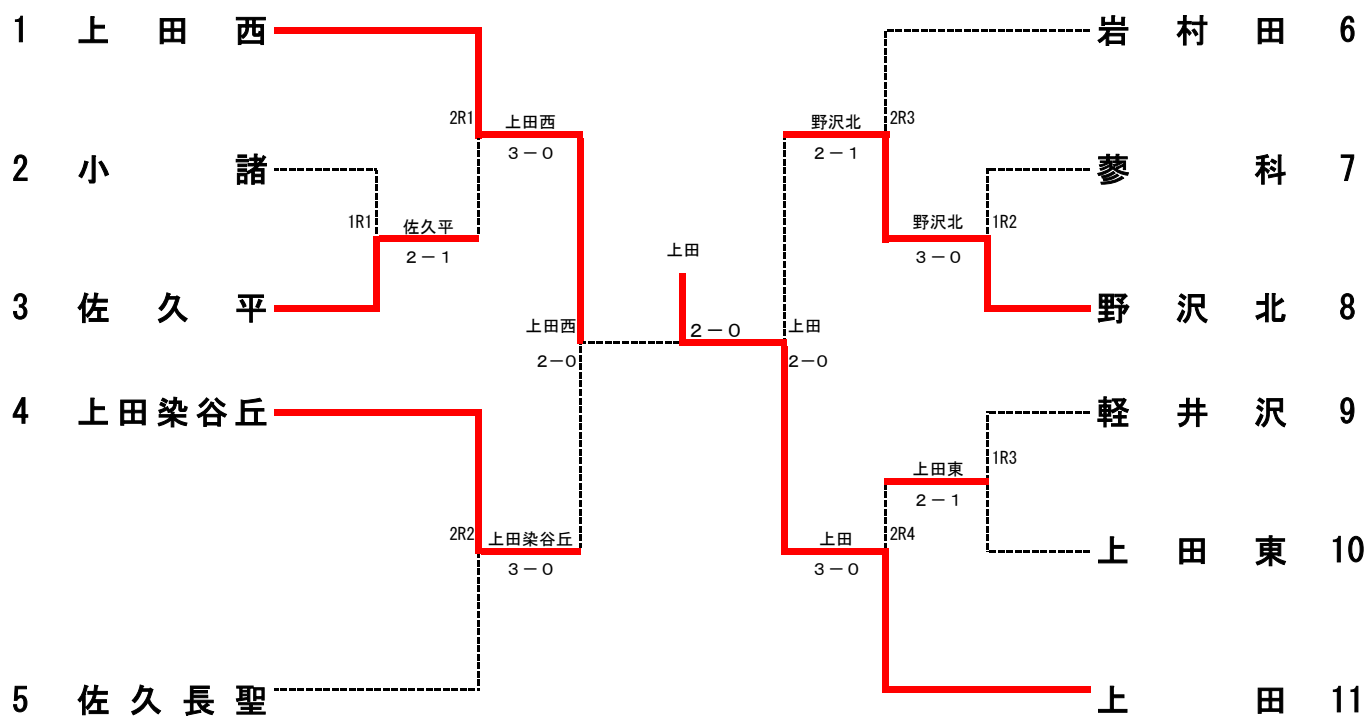 1 上田西
2 小諸
3 佐久平
4 上田染谷丘
5 佐久長聖
2R1
上田西
3－0
1R1
佐久平
2－1
上田西
2－0
2R2
上田染谷丘
3－0
上田
2－0
野沢北
2－1
2R3
野沢北
3－0
1R2
上田
2－0
上田東
2－1
1R3
上田
3－0
2R4
岩村田 6
蓼科 7
野沢北 8
軽井沢 9
上田東 10
上田 11